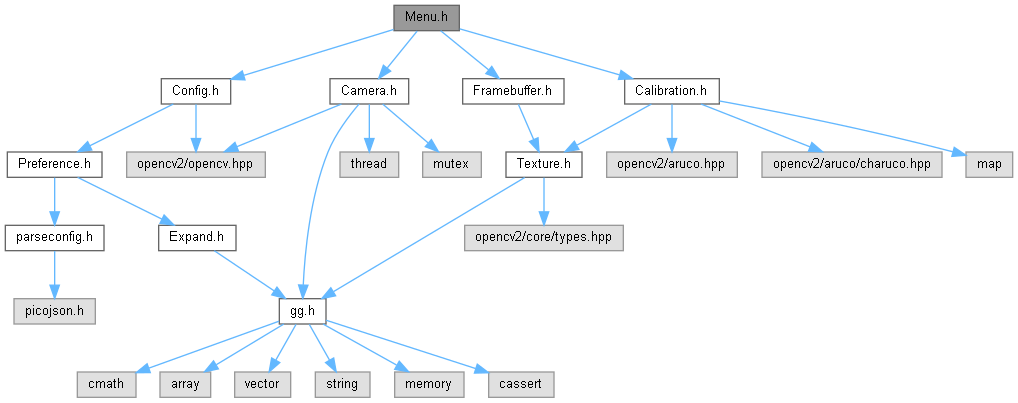 Menu.h
Config.h
Camera.h
Framebuffer.h
Calibration.h
Preference.h
opencv2/opencv.hpp
thread
mutex
Texture.h
opencv2/aruco.hpp
opencv2/aruco/charuco.hpp
map
parseconfig.h
Expand.h
opencv2/core/types.hpp
picojson.h
gg.h
cmath
array
vector
string
memory
cassert